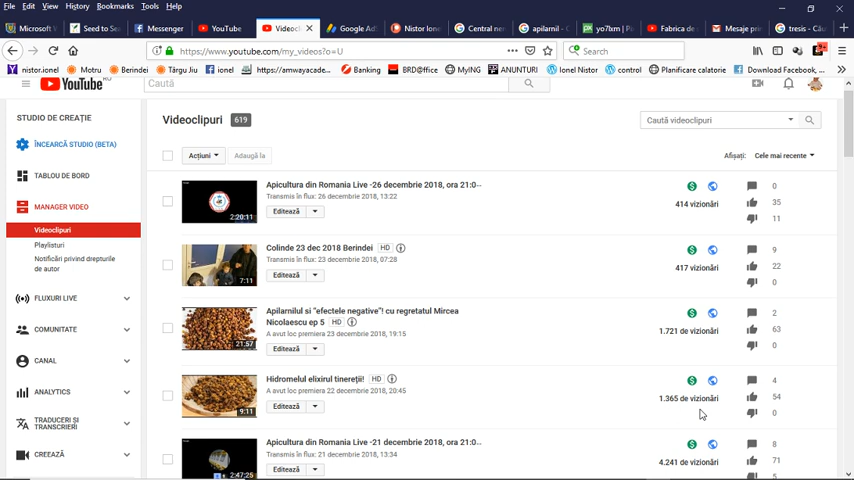 File Edit View History Bookmarks Tools Help
Microsoft Seed to Se Messenger YouTube Videocl Google Ad Nistor Ion Central ne apilarnil - yo7lxm | P Fabrica de Mesaje pri tresis - Cău
https://www.youtube.com/my_videos?o=U Search
nistor.ionel Motru Berindei Târgu Jiu ionel https://amwayacade... Banking BRD@ffice MyING ANUNTURI Ionel Nistor control Planificare calatorie Download Facebook, ...
YouTube RO Caută
STUDIO DE CREAȚIE
Videoclipuri 619
Caută videoclipuri
ÎNCEARCĂ STUDIO (BETA)
Acțiuni Adaugă la
Afișați: Cele mai recente
TABLOU DE BORD
MANAGER VIDEO
Videoclipuri
Playlisturi
Notificări privind drepturile
de autor
FLUXURI LIVE
COMUNITATE
CANAL
ANALYTICS
TRADUCERI ȘI
TRANSCRIERI
CREEAZĂ
Apicultura din Romania Live -26 decembrie 2018, ora 21:0--
Transmis în flux: 26 decembrie 2018, 13:22
Editează
2:20:11
414 vizionări
0
35
11
Colinde 23 dec 2018 Berindei HD
Transmis în flux: 23 decembrie 2018, 07:28
Editează
7:11
417 vizionări
9
22
0
Apilarnilul si "efectele negative"! cu regretatul Mircea
Nicolaescu ep 5 HD
A avut loc premiera 23 decembrie 2018, 19:15
Editează
21:57
1.721 de vizionări
2
63
0
Hidromelul elixirul tinereții! HD
A avut loc premiera 22 decembrie 2018, 20:45
Editează
9:11
1.365 de vizionări
4
54
0
Apicultura din Romania Live -21 decembrie 2018, ora 21:0--
Transmis în flux: 21 decembrie 2018, 13:34
Editează
2:47:25
4.241 de vizionări
8
71
5